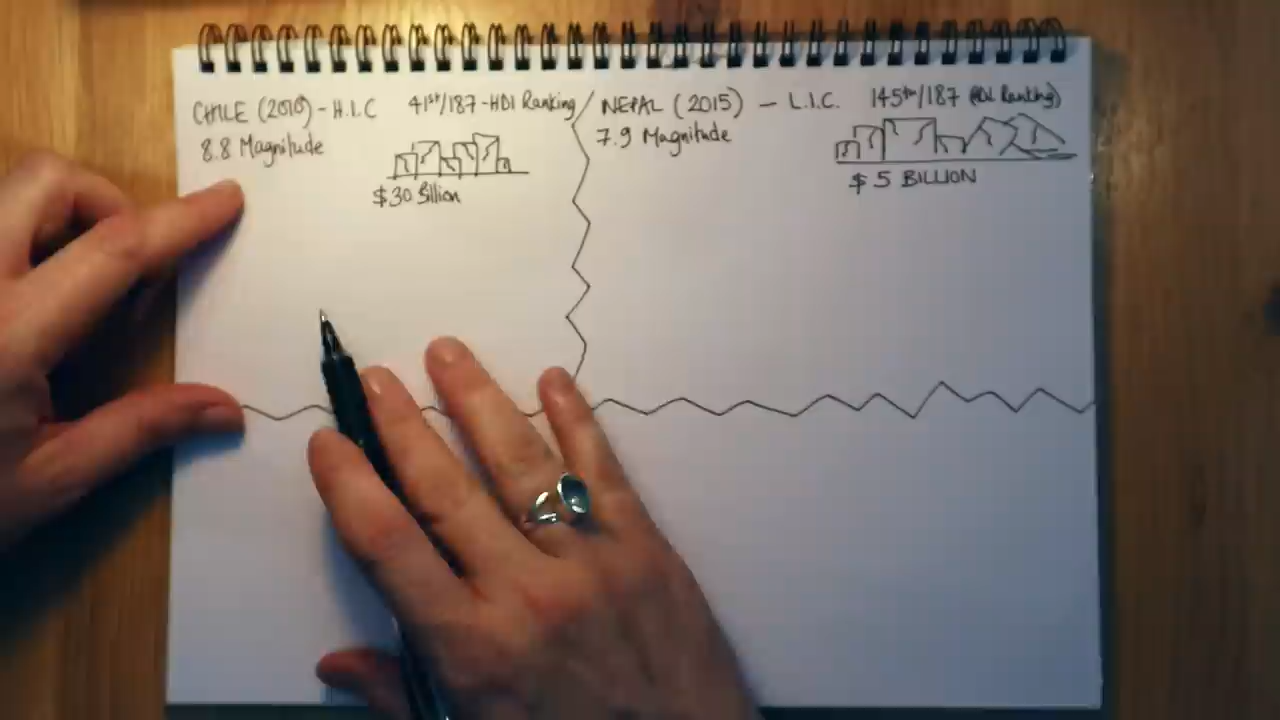 CHILE (2010) - H.I.C 41st/187 - HDI Ranking
8.8 Magnitude
$30 Billion
NEPAL (2015) - L.I.C. 145th/187 (HDI Ranking)
7.9 Magnitude
$5 BILLION